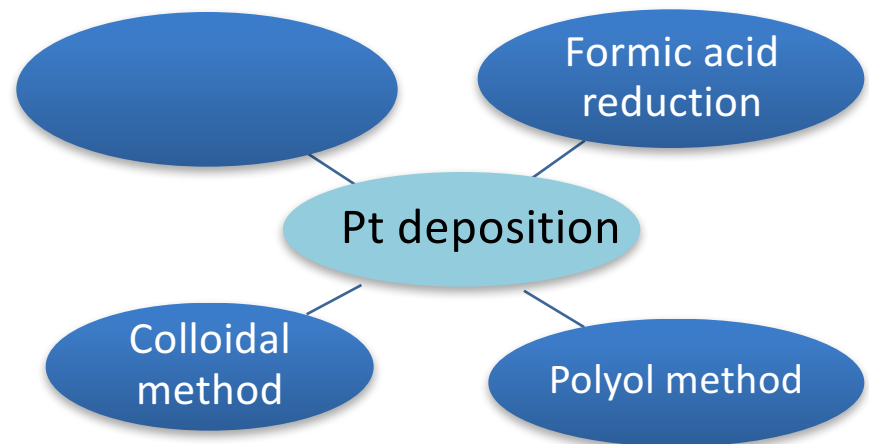 Formic acid
reduction
Pt deposition
Colloidal
method
Polyol method